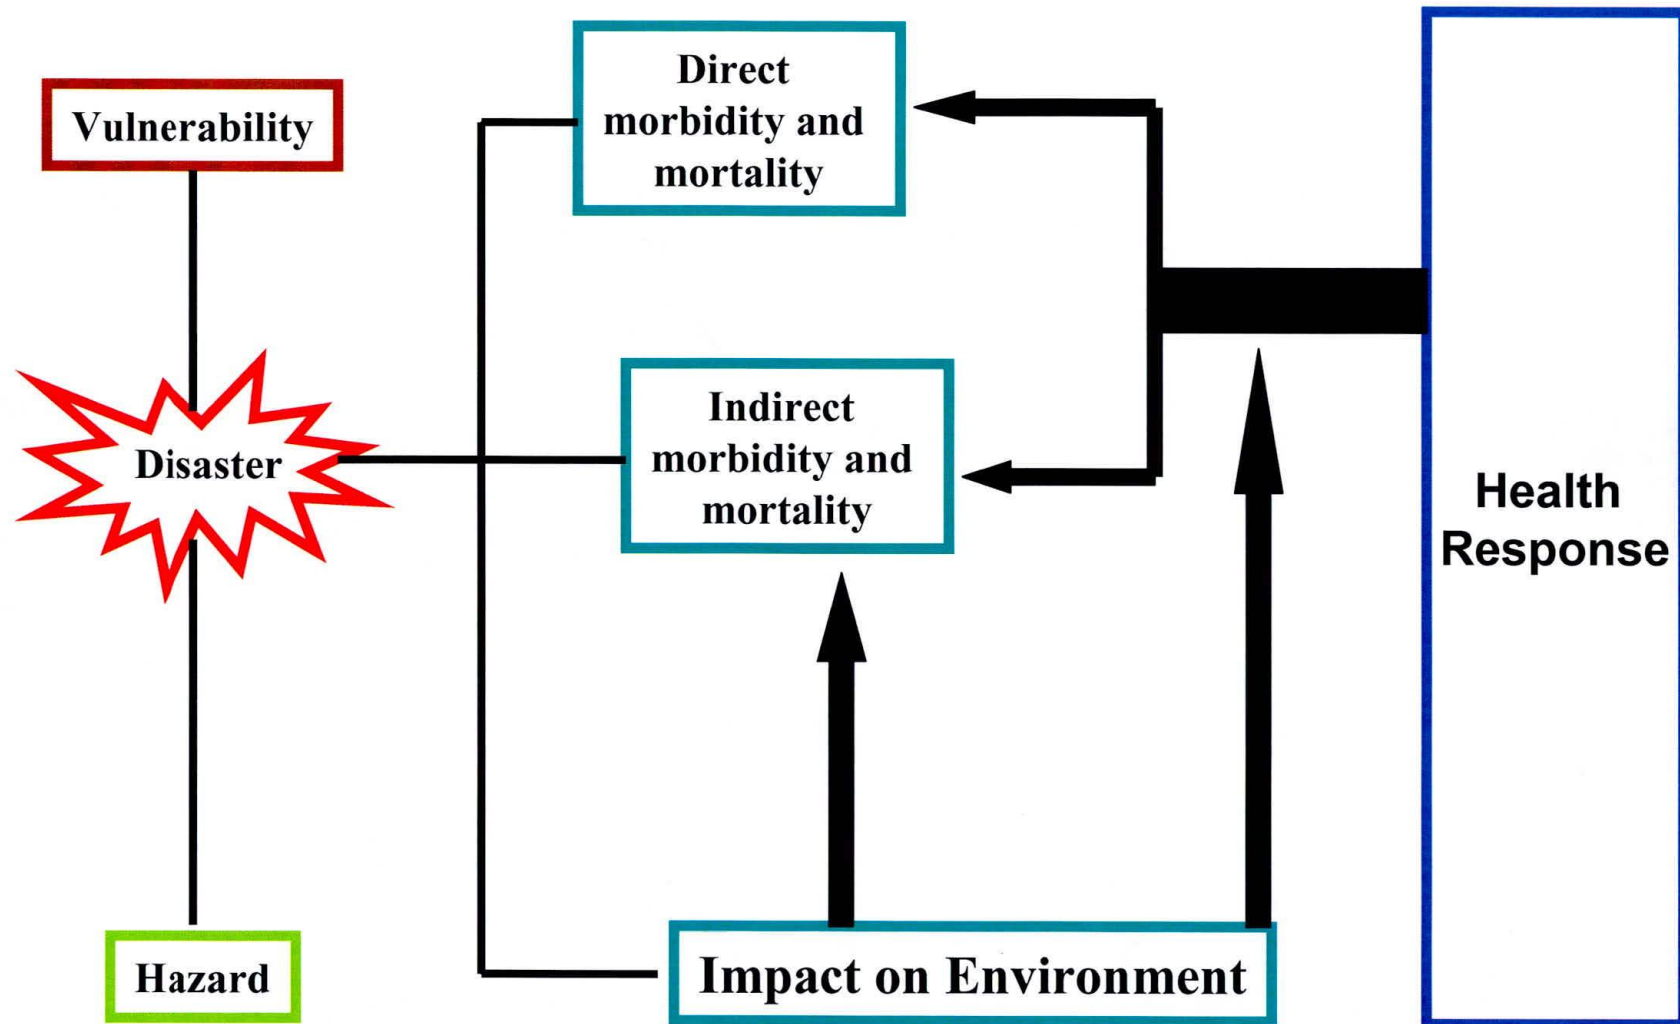 Vulnerability
Disaster
Hazard
Direct
morbidity and
mortality
Indirect
morbidity and
mortality
Impact on Environment
Health
Response